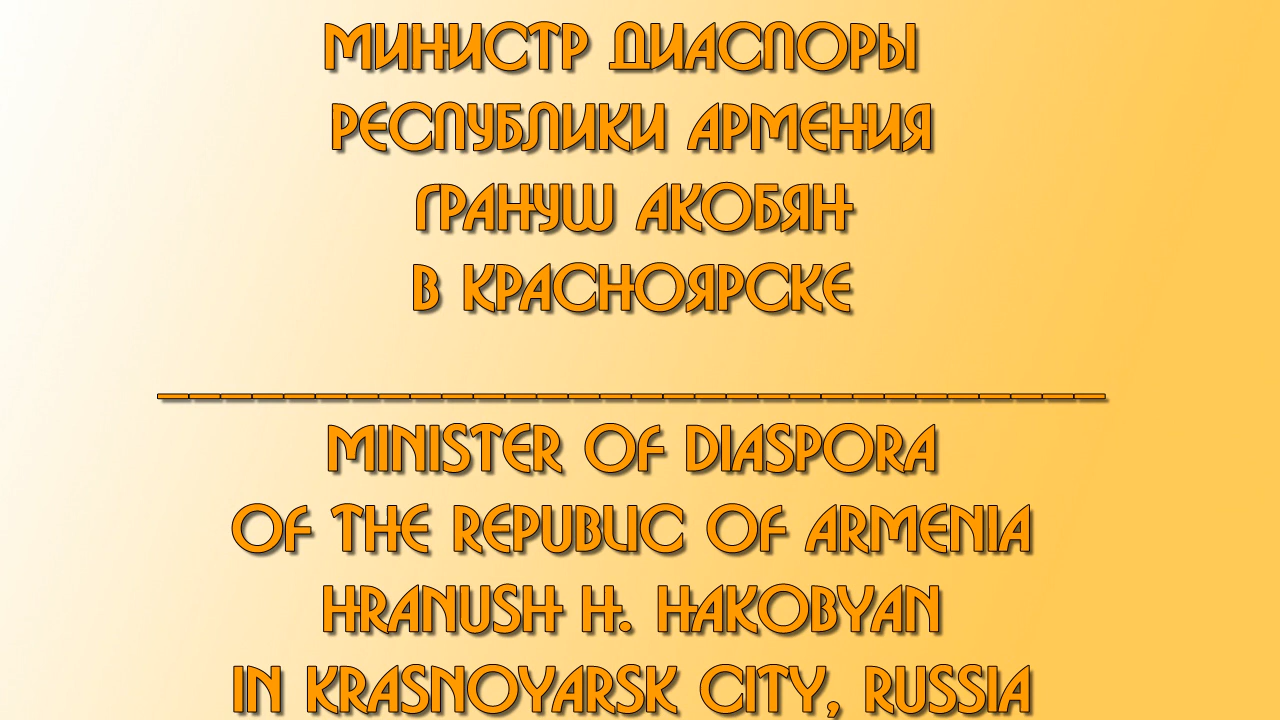 МИНИСТР ДИАСПОРЫ
РЕСПУБЛИКИ АРМЕНИЯ
ГРАНУШ АКОБЯН
В КРАСНОЯРСКЕ
______________________________
MINISTER OF DIASPORA
OF THE REPUBLIC OF ARMENIA
HRANUSH H. HAKOBYAN
IN KRASNOYARSK CITY, RUSSIA